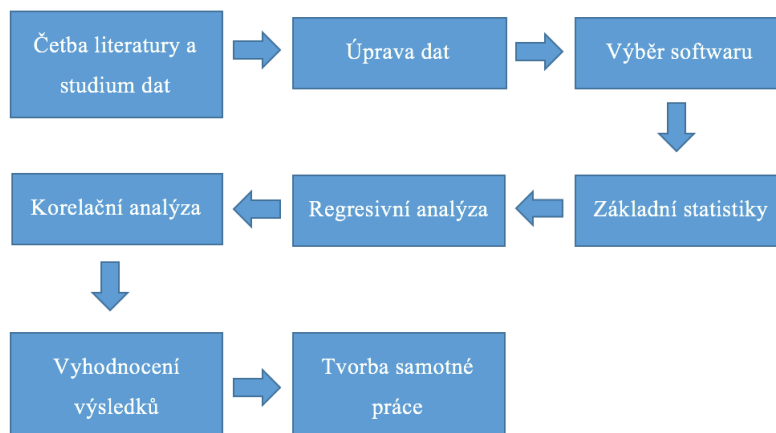 Četba literatury a
studium dat
Úprava dat
Výběr softwaru
Základní statistiky
Regresivní analýza
Korelační analýza
Vyhodnocení
výsledků
Tvorba samotné
práce